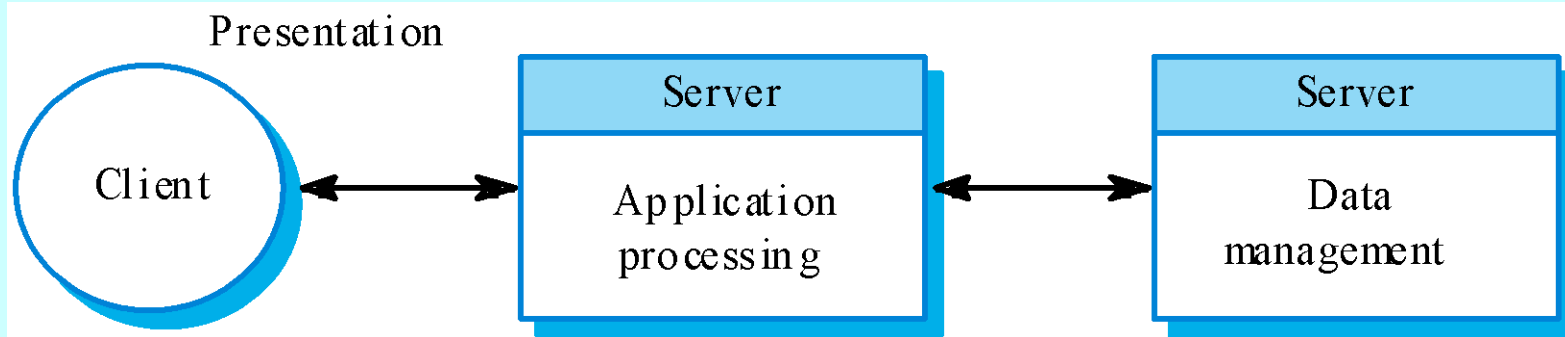 Presentation
Client
Server
Application
processing
Server
Data
management